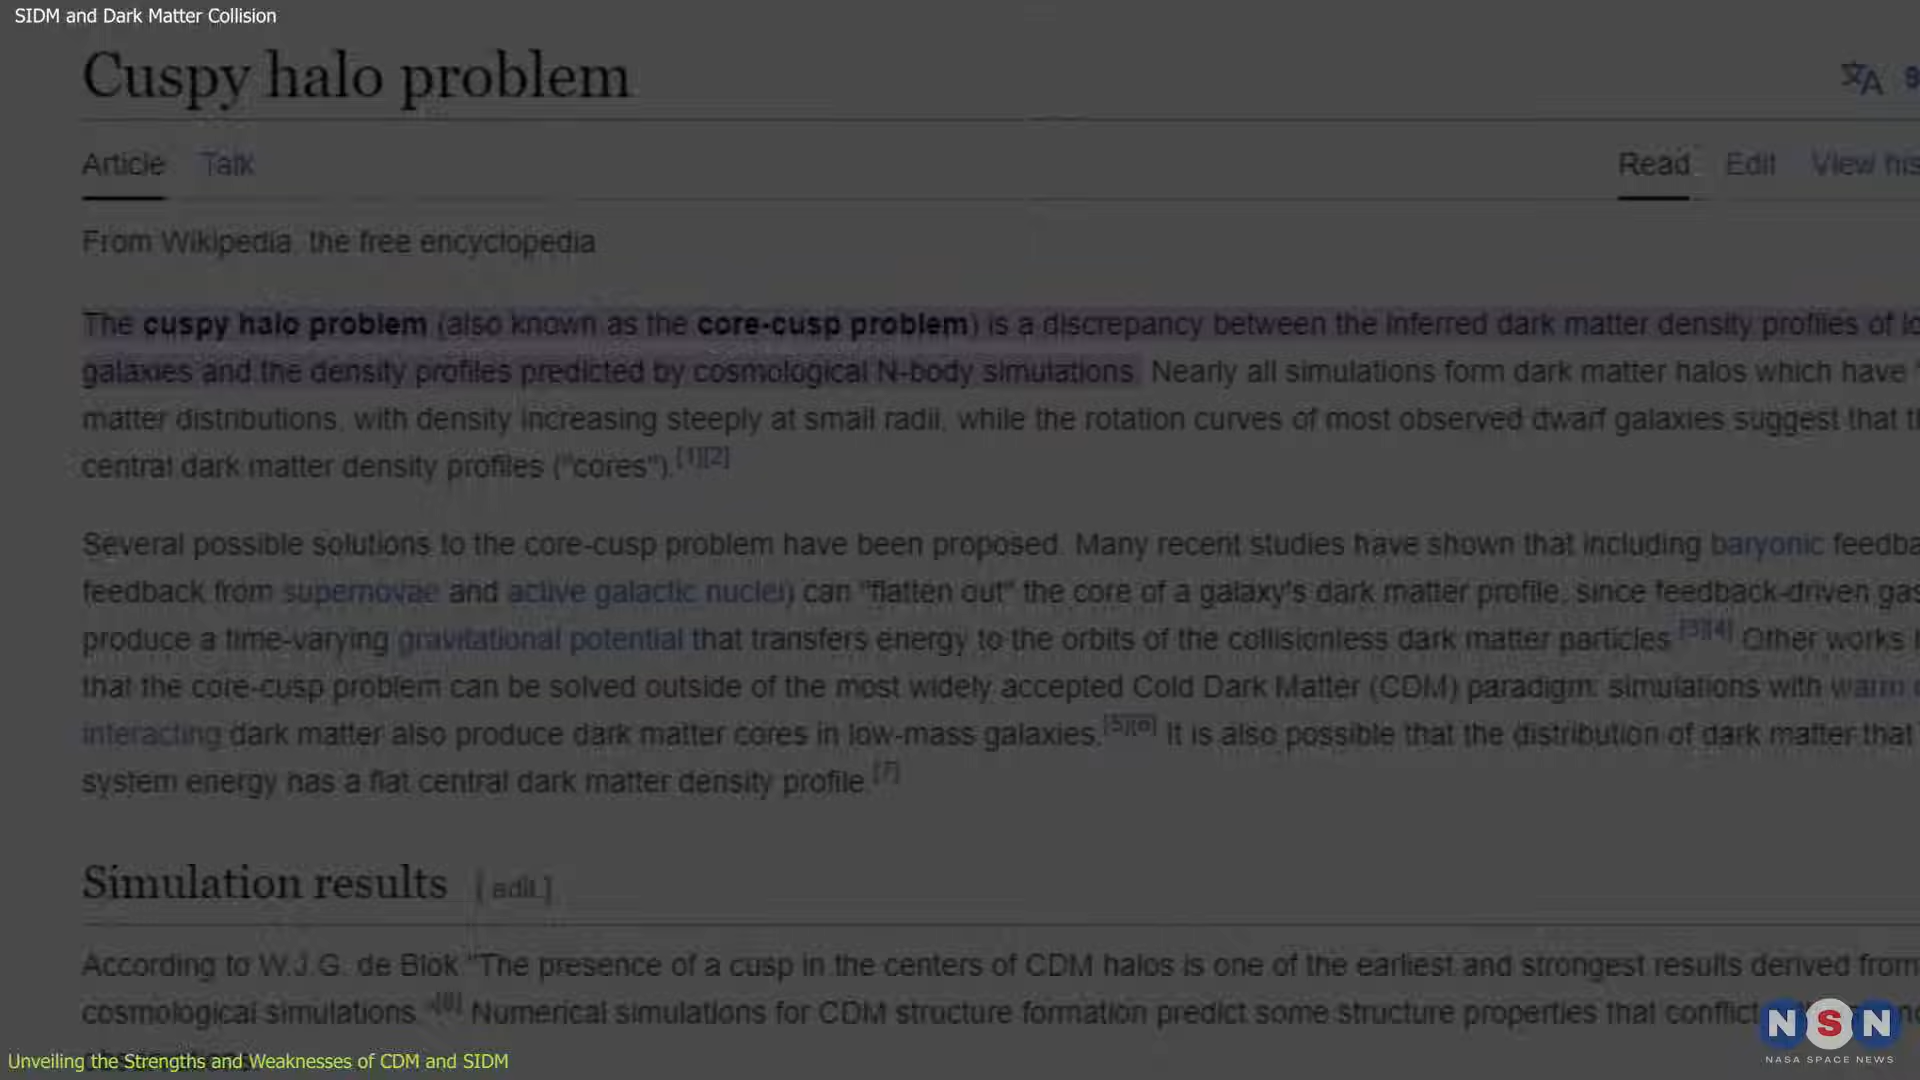 SIDM and Dark Matter Collision
Cuspy halo problem
Article Talk
Read Edit View his
From Wikipedia, the free encyclopedia
The cuspy halo problem (also known as the core-cusp problem) is a discrepancy between the inferred dark matter density profiles of lo
galaxies and the density profiles predicted by cosmological N-body simulations. Nearly all simulations form dark matter halos which have "
matter distributions, with density increasing steeply at small radii, while the rotation curves of most observed dwarf galaxies suggest that th
central dark matter density profiles ("cores").[1][2]
Several possible solutions to the core-cusp problem have been proposed. Many recent studies have shown that including baryonic feedba
feedback from supernovae and active galactic nuclei) can "flatten out" the core of a galaxy's dark matter profile, since feedback-driven gas
produce a time-varying gravitational potential that transfers energy to the orbits of the collisionless dark matter particles.[3][4] Other works
that the core-cusp problem can be solved outside of the most widely accepted Cold Dark Matter (CDM) paradigm: simulations with warm
interacting dark matter also produce dark matter cores in low-mass galaxies.[5][6] It is also possible that the distribution of dark matter that
system energy has a flat central dark matter density profile.[7]
Simulation results [ edit ]
According to W.J.G. de Blok "The presence of a cusp in the centers of CDM halos is one of the earliest and strongest results derived from
cosmological simulations."[8] Numerical simulations for CDM structure formation predict some structure properties that conflict
NSN
NASA SPACE NEWS
Unveiling the Strengths and Weaknesses of CDM and SIDM